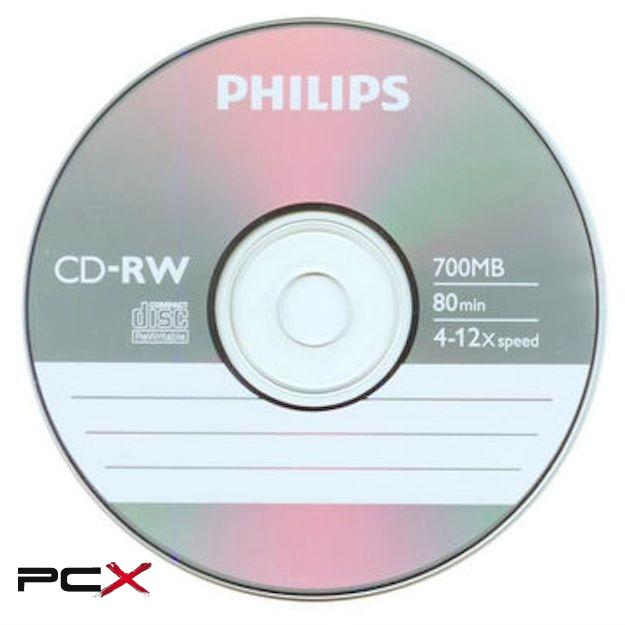 PHILIPS
CD-RW
COMPACT
disc
ReWritable
700MB
80min
4-12x speed
PCX